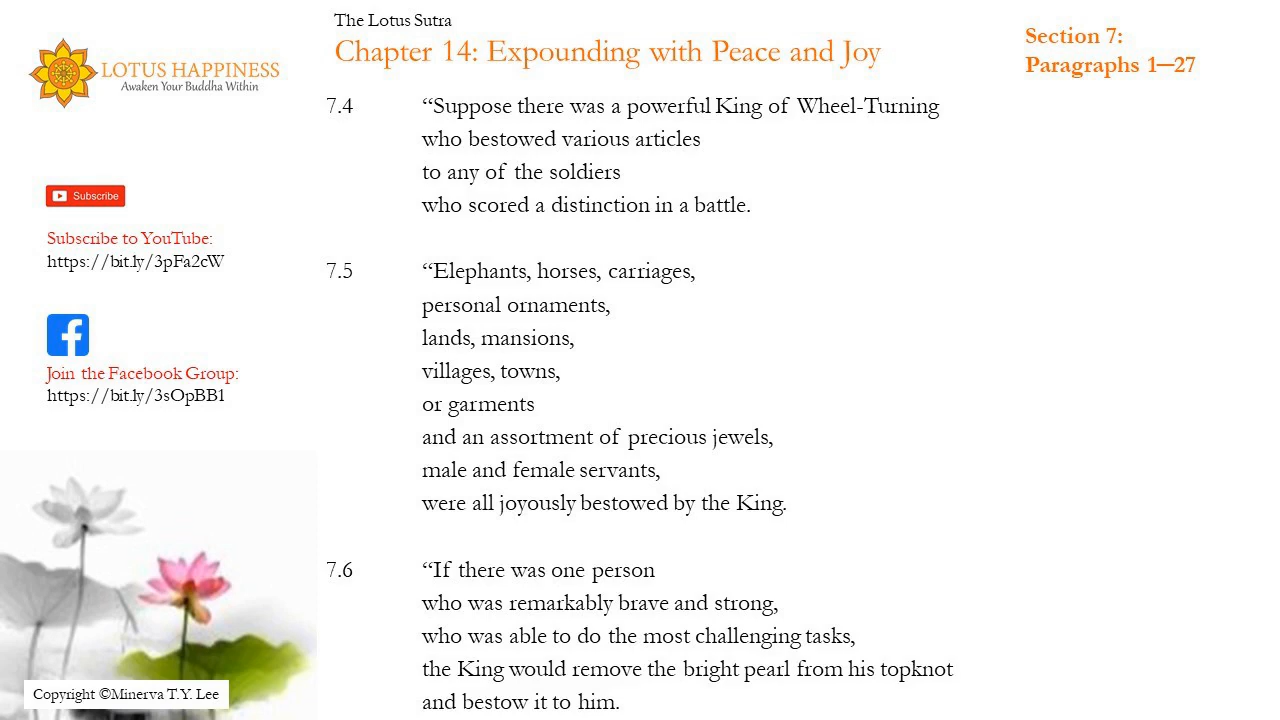 The Lotus Sutra
Chapter 14: Expounding with Peace and Joy
Section 7:
Paragraphs 1—27
LOTUS HAPPINESS
Awaken Your Buddha Within
Subscribe
Subscribe to YouTube:
https://bit.ly/3pFa2cW
Join the Facebook Group:
https://bit.ly/3sOpBB1
Copyright ©Minerva T.Y. Lee
7.4 “Suppose there was a powerful King of Wheel-Turning
who bestowed various articles
to any of the soldiers
who scored a distinction in a battle.
7.5 “Elephants, horses, carriages,
personal ornaments,
lands, mansions,
villages, towns,
or garments
and an assortment of precious jewels,
male and female servants,
were all joyously bestowed by the King.
7.6 “If there was one person
who was remarkably brave and strong,
who was able to do the most challenging tasks,
the King would remove the bright pearl from his topknot
and bestow it to him.